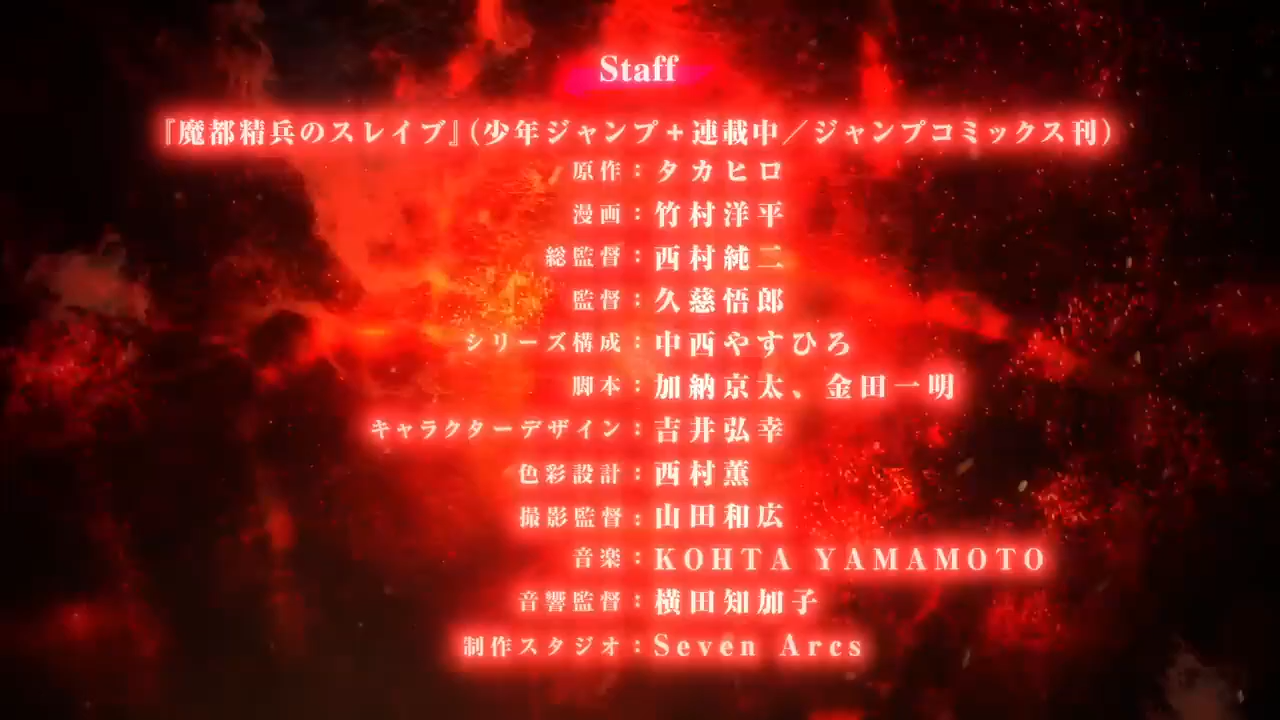 Staff
『魔都精兵のスレイブ』(少年ジャンプ+連載中／ジャンプコミックス刊)
原作：タカヒロ
漫画：竹村洋平
総監督：西村純二
監督：久慈悟郎
シリーズ構成：中西やすひろ
脚本：加納京太、金田一明
キャラクターデザイン：吉井弘幸
色彩設計：西村薫
撮影監督：山田和広
音楽：KOHTA YAMAMOTO
音響監督：横田知加子
制作スタジオ：Seven Arcs